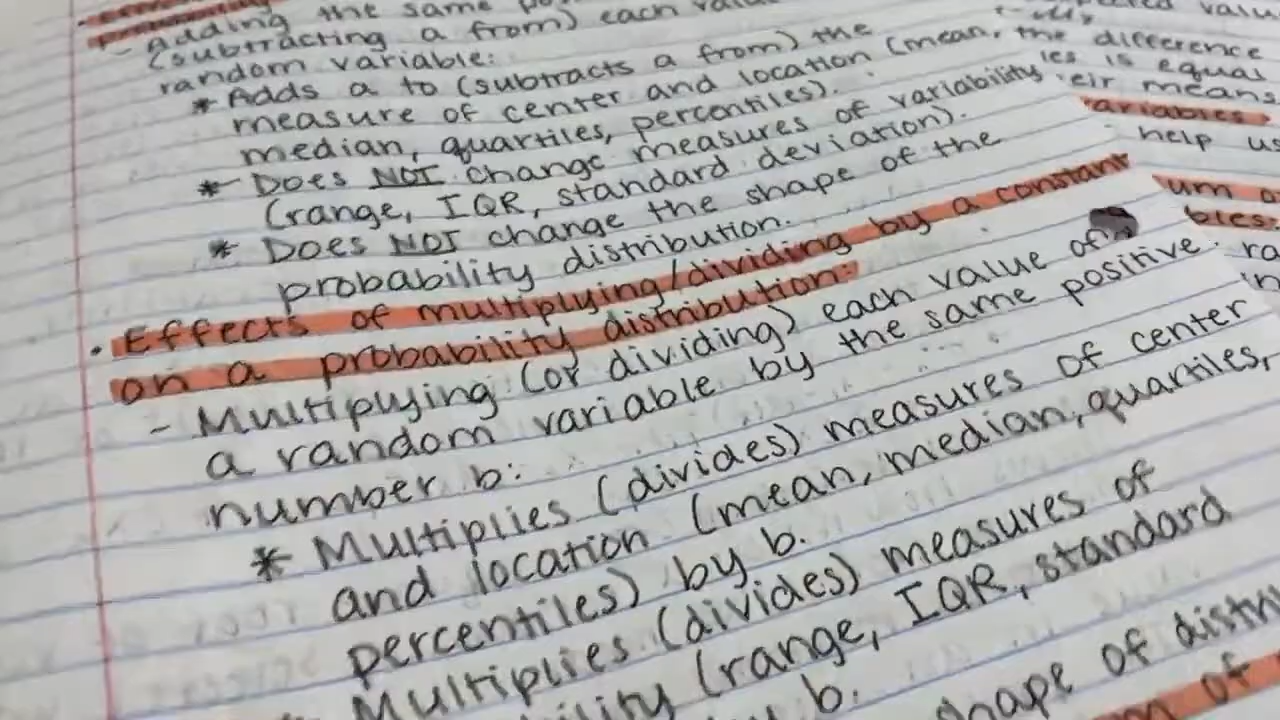 - Adding the same
(subtracting a from) each
random variable:
* Adds a to (subtracts a from) the
measure of center and location (mean,
median, quartiles, percentiles).
* Does NOT change measures of variability
(range, IQR, standard deviation).
* Does NOT change the shape of the
probability distribution.
• Effects of multiplying/dividing by a constant
on a probability distribution:
- Multiplying (or dividing) each value of
a random variable by the same positive
number b:
* Multiplies (divides) measures of center
and location (mean, median, quartiles,
percentiles) by b.
Multiplies (divides) measures of
(range, IQR, standard
b.
shape of
of
the difference
is equal
means
help us